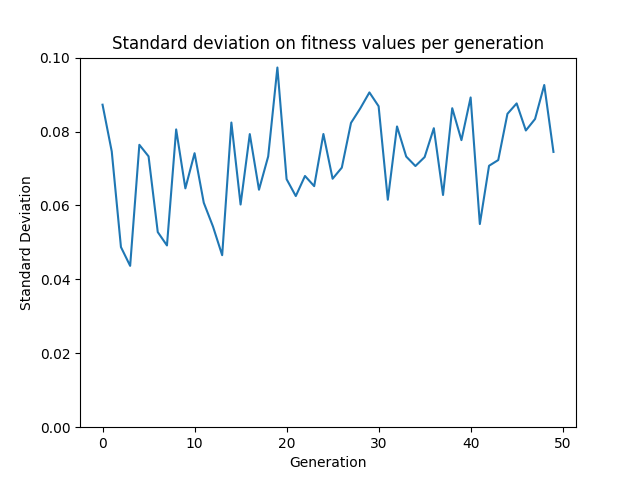 Standard deviation on fitness values per generation
0.10
0.08
0.06
0.04
0.02
0.00
Standard Deviation
0 10 20 30 40 50
Generation